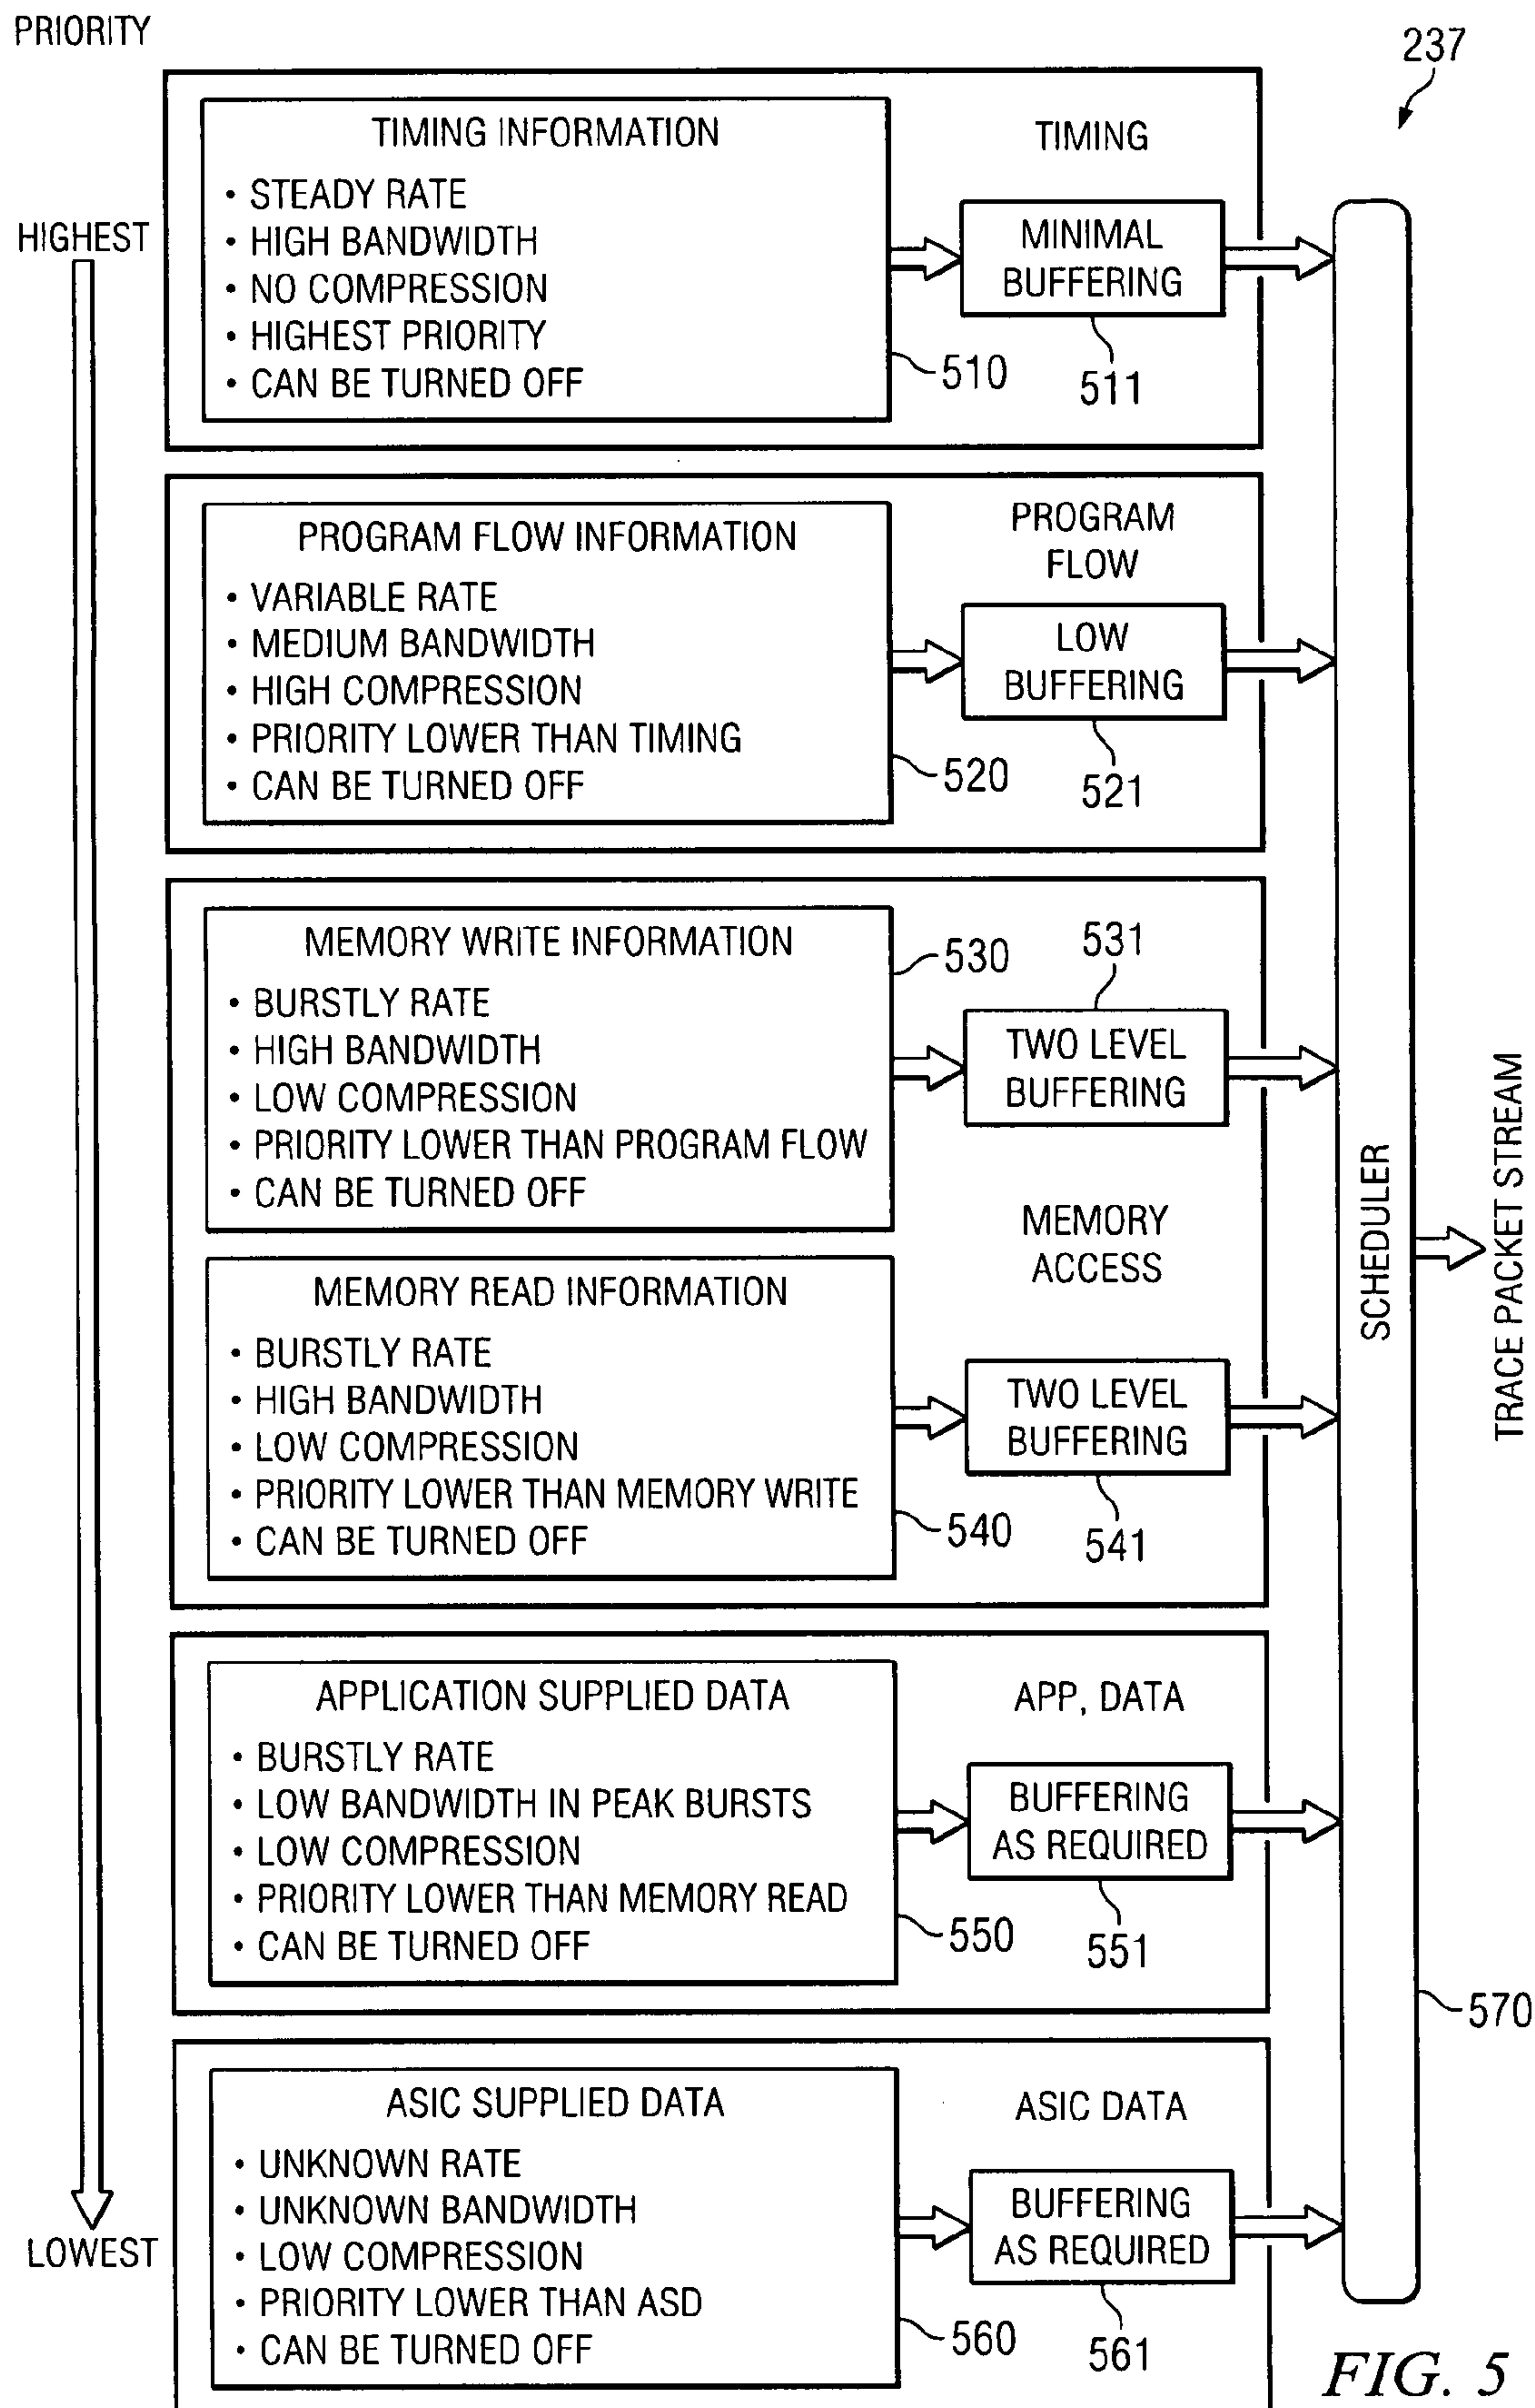 PRIORITY
237
HIGHEST
LOWEST
TIMING INFORMATION
• STEADY RATE
• HIGH BANDWIDTH
• NO COMPRESSION
• HIGHEST PRIORITY
• CAN BE TURNED OFF
510
TIMING
MINIMAL
BUFFERING
511
PROGRAM FLOW INFORMATION
• VARIABLE RATE
• MEDIUM BANDWIDTH
• HIGH COMPRESSION
• PRIORITY LOWER THAN TIMING
• CAN BE TURNED OFF
520
PROGRAM
FLOW
LOW
BUFFERING
521
MEMORY WRITE INFORMATION
• BURSTLY RATE
• HIGH BANDWIDTH
• LOW COMPRESSION
• PRIORITY LOWER THAN PROGRAM FLOW
• CAN BE TURNED OFF
530
531
TWO LEVEL
BUFFERING
MEMORY
ACCESS
MEMORY READ INFORMATION
• BURSTLY RATE
• HIGH BANDWIDTH
• LOW COMPRESSION
• PRIORITY LOWER THAN MEMORY WRITE
• CAN BE TURNED OFF
540
TWO LEVEL
BUFFERING
541
APPLICATION SUPPLIED DATA
• BURSTLY RATE
• LOW BANDWIDTH IN PEAK BURSTS
• LOW COMPRESSION
• PRIORITY LOWER THAN MEMORY READ
• CAN BE TURNED OFF
550
APP, DATA
BUFFERING
AS REQUIRED
551
ASIC SUPPLIED DATA
• UNKNOWN RATE
• UNKNOWN BANDWIDTH
• LOW COMPRESSION
• PRIORITY LOWER THAN ASD
• CAN BE TURNED OFF
560
ASIC DATA
BUFFERING
AS REQUIRED
561
SCHEDULER
570
TRACE PACKET STREAM
FIG. 5